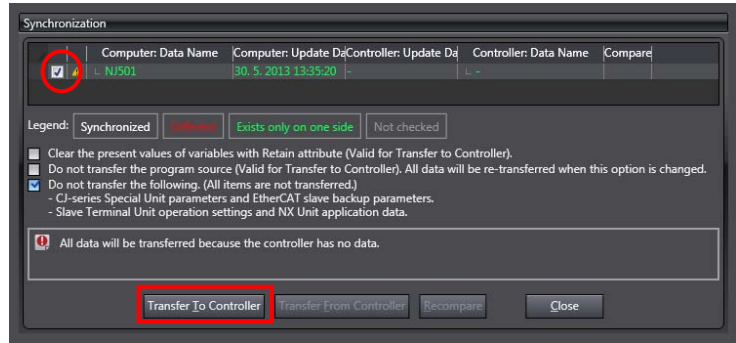 Synchronization
Computer: Data Name Computer: Update Da Controller: Update Da Controller: Data Name Compare
NJ501 30. 5. 2013 13:35:20 - -
Legend: Synchronized Different Exists only on one side Not checked
Clear the present values of variables with Retain attribute (Valid for Transfer to Controller).
Do not transfer the program source (Valid for Transfer to Controller). All data will be re-transferred when this option is changed.
Do not transfer the following. (All items are not transferred.)
- CJ-series Special Unit parameters and EtherCAT slave backup parameters.
- Slave Terminal Unit operation settings and NX Unit application data.
All data will be transferred because the controller has no data.
Transfer To Controller Transfer From Controller Recompare Close